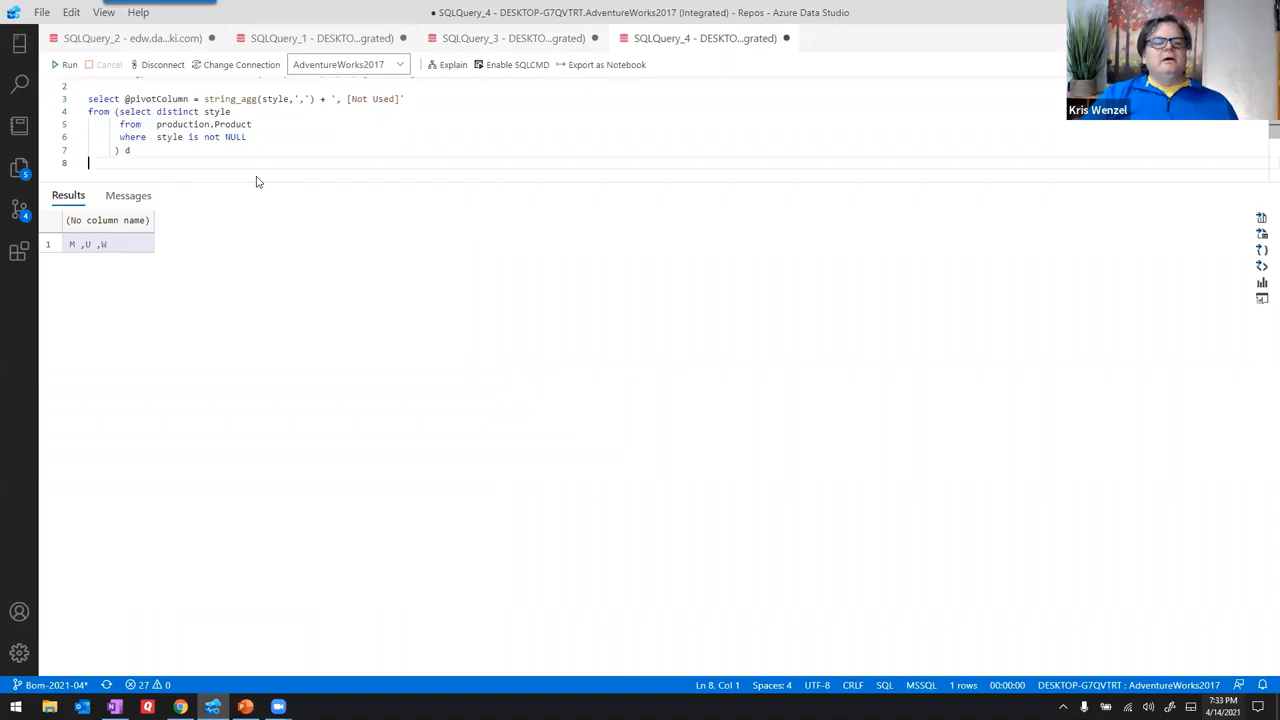 File Edit View Help
● SQLQuery_4 - DESKTOP-G7QVTRT.AdventureWorks2017 (Integrated) - Repos - Azure Data Studio
SQLQuery_2 - edw.da...ki.com) SQLQuery_1 - DESKTO...grated) SQLQuery_3 - DESKTO...grated) SQLQuery_4 - DESKTO...grated)
Run Cancel Disconnect Change Connection AdventureWorks2017 Explain Enable SQLCMD Export as Notebook
2
3 select @pivotColumn = string_agg(style,',') + ', [Not Used]'
4 from (select distinct style
5 from production.Product
6 where style is not NULL
7 ) d
8
Kris Wenzel
5
4
Results Messages
(No column name)
1 M ,U ,W
Bom-2021-04* 27 0 Ln 8, Col 1 Spaces: 4 UTF-8 CRLF SQL MSSQL 1 rows 00:00:00 DESKTOP-G7QVTRT : AdventureWorks2017
7:33 PM
4/14/2021